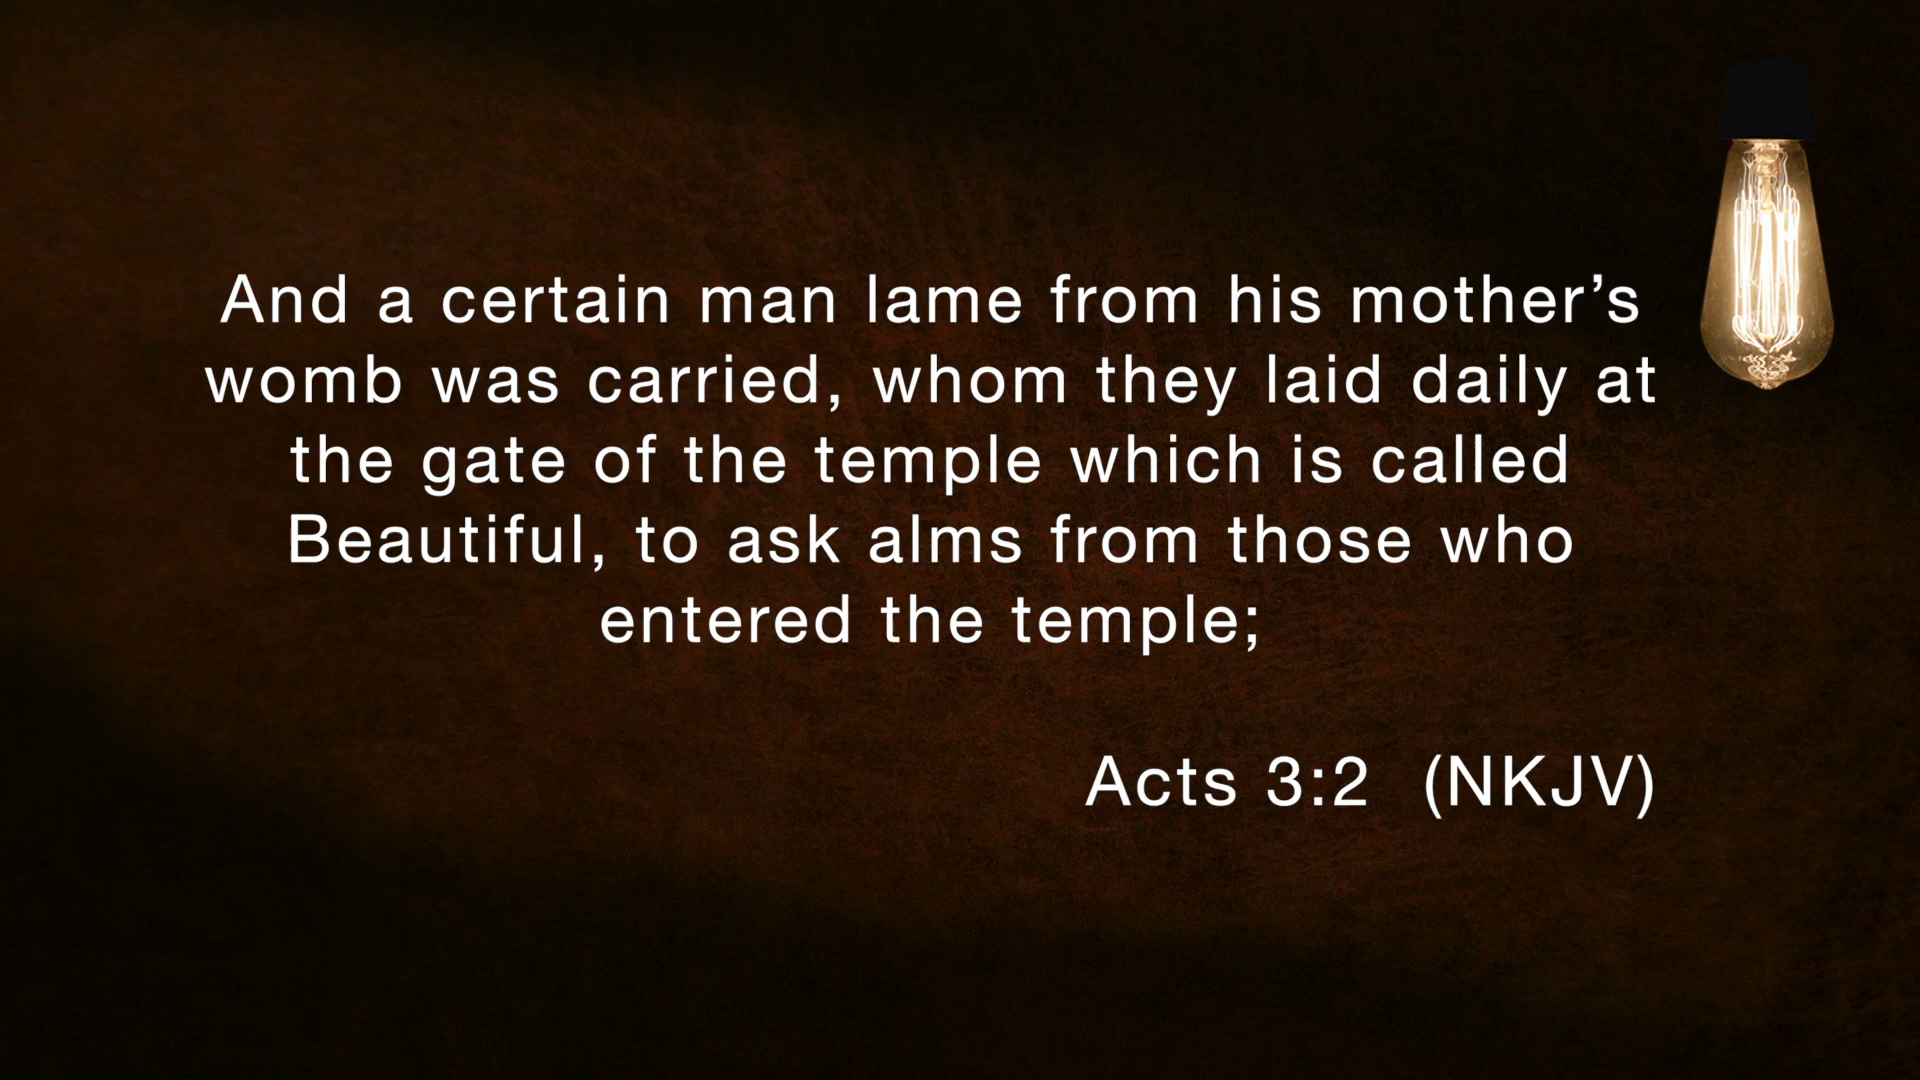 And a certain man lame from his mother’s
womb was carried, whom they laid daily at
the gate of the temple which is called
Beautiful, to ask alms from those who
entered the temple;
Acts 3:2  (NKJV)